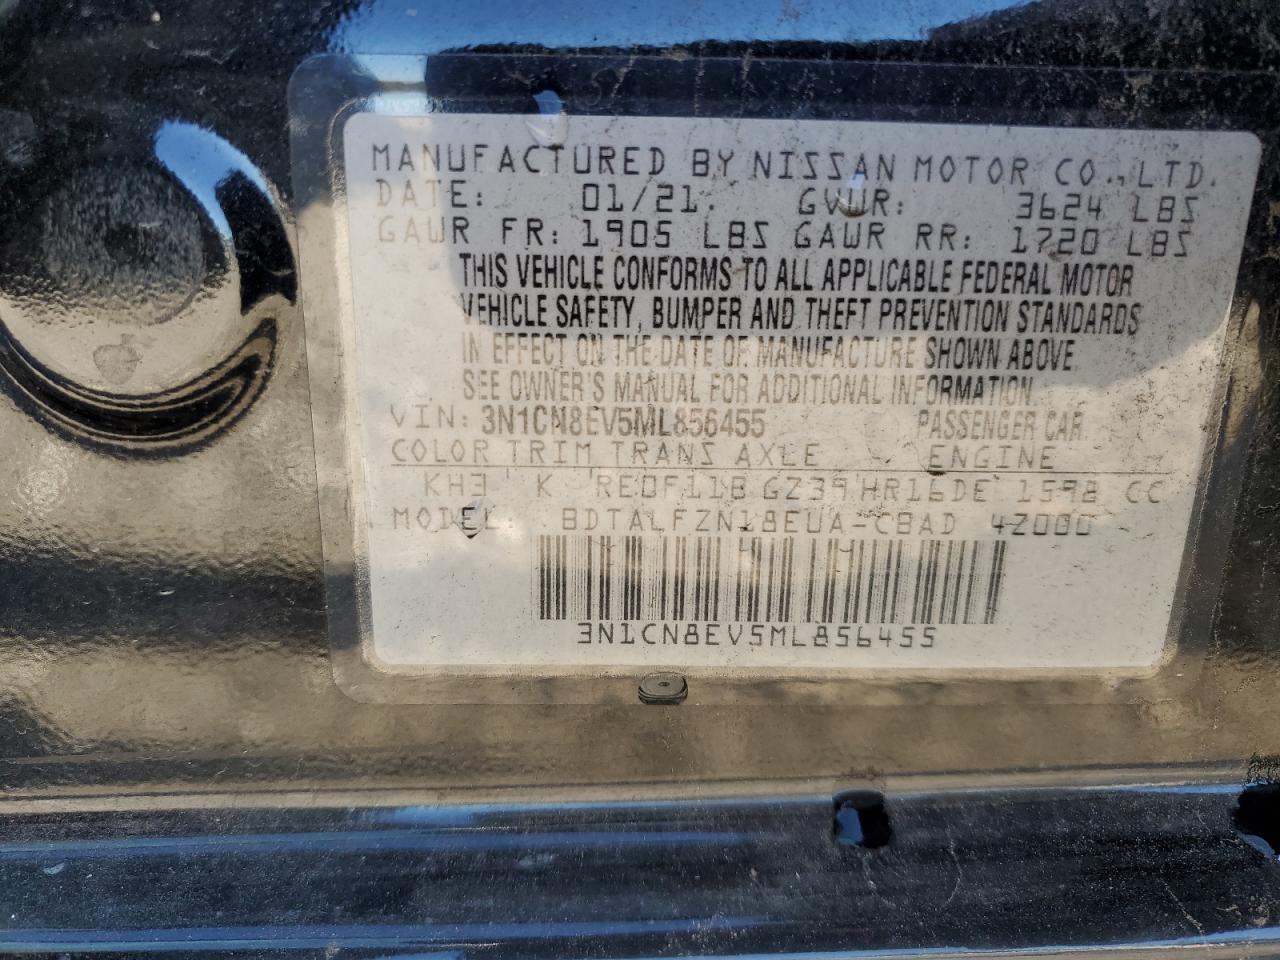 MANUFACTURED BY NISSAN MOTOR CO.,LTD.
DATE: 01/21. GVWR: 3624 LBS
GAWR FR: 1905 LBS GAWR RR: 1720 LBS
THIS VEHICLE CONFORMS TO ALL APPLICABLE FEDERAL MOTOR
VEHICLE SAFETY, BUMPER AND THEFT PREVENTION STANDARDS
IN EFFECT ON THE DATE OF MANUFACTURE SHOWN ABOVE.
SEE OWNER'S MANUAL FOR ADDITIONAL INFORMATION.
VIN: 3N1CN8EV5ML856455 PASSENGER CAR
COLOR TRIM TRANS AXLE ENGINE
KH3 K RE0F11B GZ39 HR16DE 1598 CC
MODEL: BDTALFZN18EUA-CBAD 4Z000
3N1CN8EV5ML856455